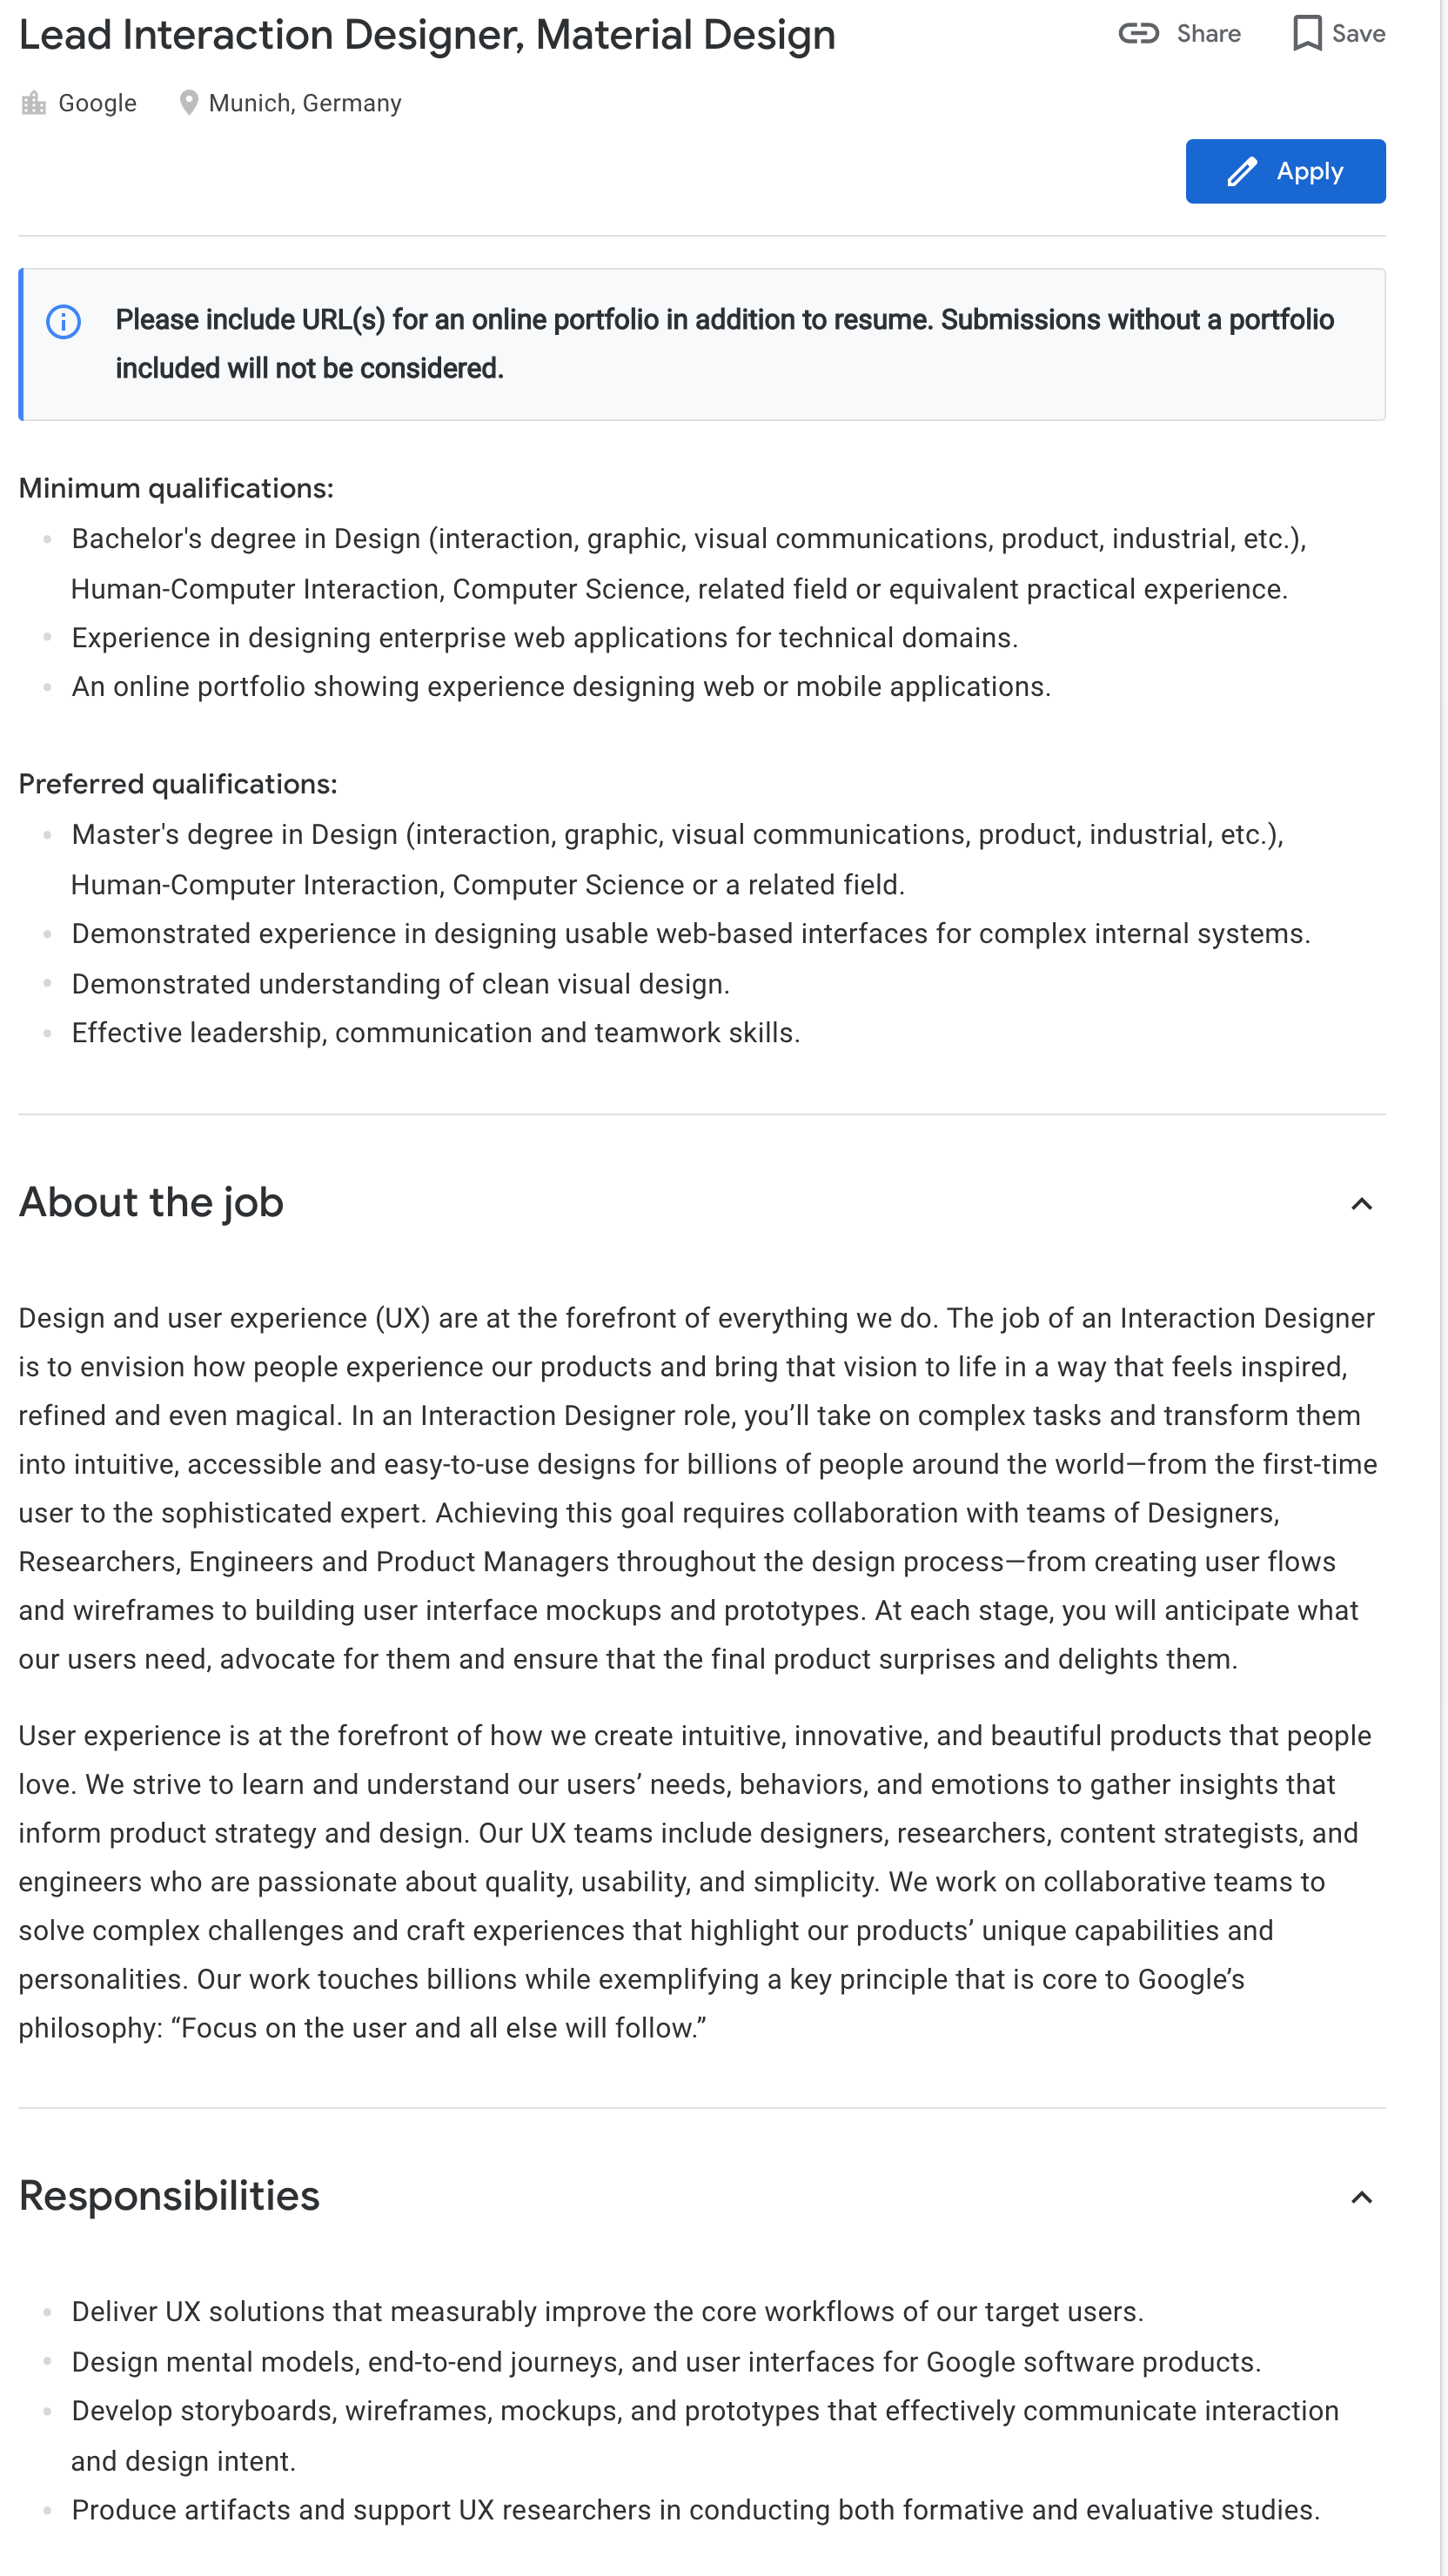 Lead Interaction Designer, Material Design
Share
Save
Google
Munich, Germany
Apply
Please include URL(s) for an online portfolio in addition to resume. Submissions without a portfolio
included will not be considered.
Minimum qualifications:
Bachelor's degree in Design (interaction, graphic, visual communications, product, industrial, etc.),
Human-Computer Interaction, Computer Science, related field or equivalent practical experience.
Experience in designing enterprise web applications for technical domains.
An online portfolio showing experience designing web or mobile applications.
Preferred qualifications:
Master's degree in Design (interaction, graphic, visual communications, product, industrial, etc.),
Human-Computer Interaction, Computer Science or a related field.
Demonstrated experience in designing usable web-based interfaces for complex internal systems.
Demonstrated understanding of clean visual design.
Effective leadership, communication and teamwork skills.
About the job
Design and user experience (UX) are at the forefront of everything we do. The job of an Interaction Designer
is to envision how people experience our products and bring that vision to life in a way that feels inspired,
refined and even magical. In an Interaction Designer role, you’ll take on complex tasks and transform them
into intuitive, accessible and easy-to-use designs for billions of people around the world—from the first-time
user to the sophisticated expert. Achieving this goal requires collaboration with teams of Designers,
Researchers, Engineers and Product Managers throughout the design process—from creating user flows
and wireframes to building user interface mockups and prototypes. At each stage, you will anticipate what
our users need, advocate for them and ensure that the final product surprises and delights them.
User experience is at the forefront of how we create intuitive, innovative, and beautiful products that people
love. We strive to learn and understand our users’ needs, behaviors, and emotions to gather insights that
inform product strategy and design. Our UX teams include designers, researchers, content strategists, and
engineers who are passionate about quality, usability, and simplicity. We work on collaborative teams to
solve complex challenges and craft experiences that highlight our products’ unique capabilities and
personalities. Our work touches billions while exemplifying a key principle that is core to Google’s
philosophy: “Focus on the user and all else will follow.”
Responsibilities
Deliver UX solutions that measurably improve the core workflows of our target users.
Design mental models, end-to-end journeys, and user interfaces for Google software products.
Develop storyboards, wireframes, mockups, and prototypes that effectively communicate interaction
and design intent.
Produce artifacts and support UX researchers in conducting both formative and evaluative studies.